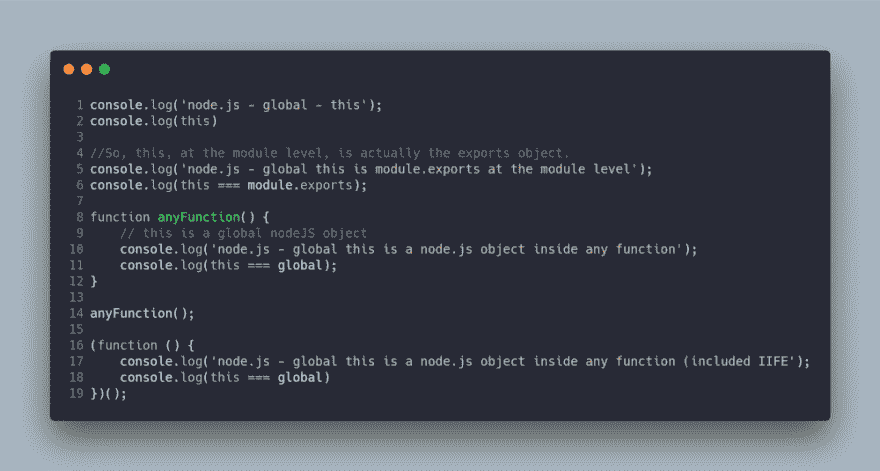 1 console.log('node.js - global - this');
2 console.log(this)
3
4 //So, this, at the module level, is actually the exports object.
5 console.log('node.js - global this is module.exports at the module level');
6 console.log(this === module.exports);
7
8 function anyFunction() {
9     // this is a global nodeJS object
10     console.log('node.js - global this is a node.js object inside any function');
11     console.log(this === global);
12 }
13
14 anyFunction();
15
16 (function () {
17     console.log('node.js - global this is a node.js object inside any function (included IIFE');
18     console.log(this === global)
19 })();